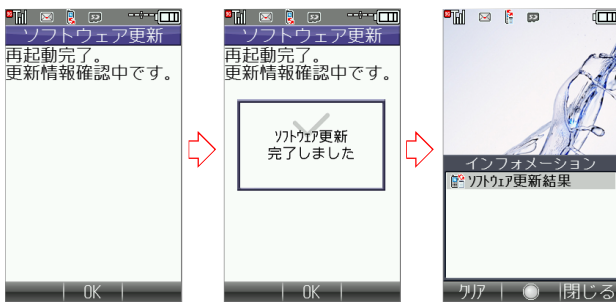 ソフトウェア更新
再起動完了。
更新情報確認中です。
OK
ソフトウェア更新
再起動完了。
更新情報確認中です。
ｿﾌﾄｳｪｱ更新
完了しました
OK
インフォメーション
ｿﾌﾄｳｪｱ更新結果
ｸﾘｱ
閉じる